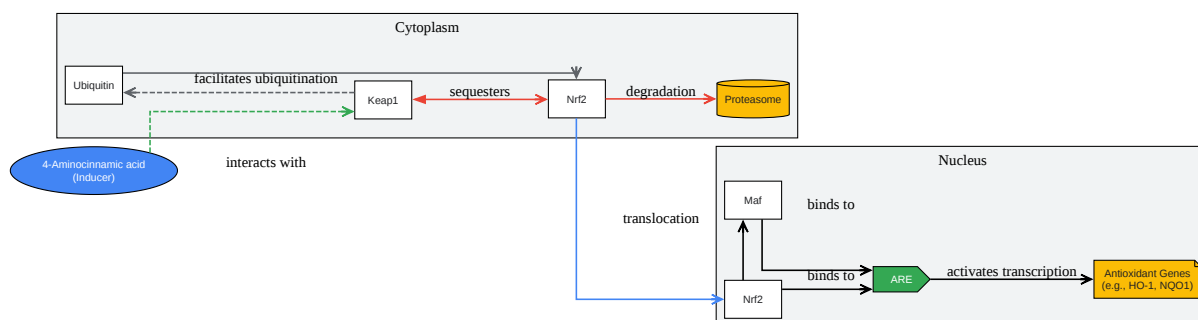 Cytoplasm
Ubiquitin
facilitates ubiquitination
Keap1
sequesters
Nrf2
degradation
Proteasome
4-Aminocinnamic acid
(Inducer)
interacts with
Nucleus
translocation
Maf
binds to
Nrf2
binds to
ARE
activates transcription
Antioxidant Genes
(e.g., HO-1, NQO1)